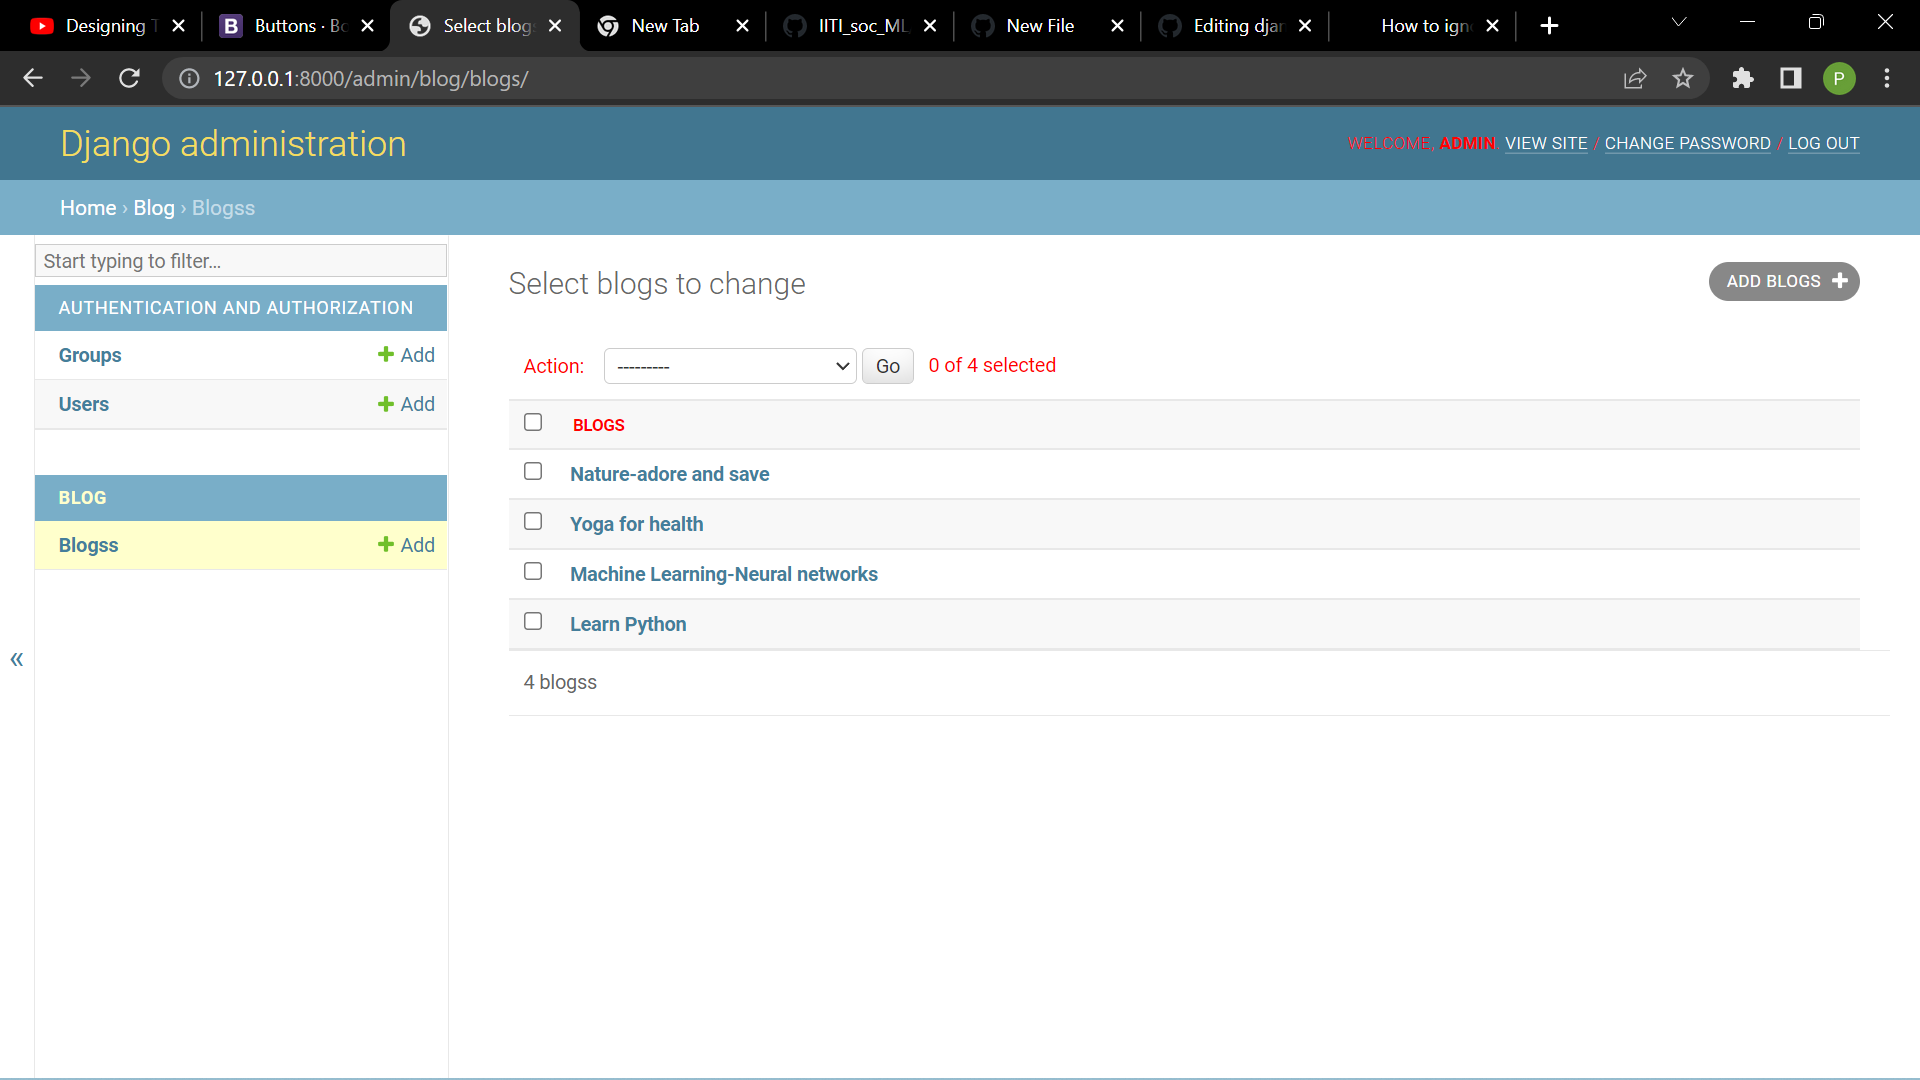 Designing
Buttons · Bo
Select blogs
New Tab
IITI_soc_ML
New File
Editing djan
How to igno
127.0.0.1:8000/admin/blog/blogs/
P
Django administration
WELCOME, ADMIN. VIEW SITE / CHANGE PASSWORD / LOG OUT
Home › Blog › Blogss
Start typing to filter...
AUTHENTICATION AND AUTHORIZATION
Groups + Add
Users + Add
BLOG
Blogss + Add
«
Select blogs to change
ADD BLOGS +
Action: --------- Go 0 of 4 selected
BLOGS
Nature-adore and save
Yoga for health
Machine Learning-Neural networks
Learn Python
4 blogss